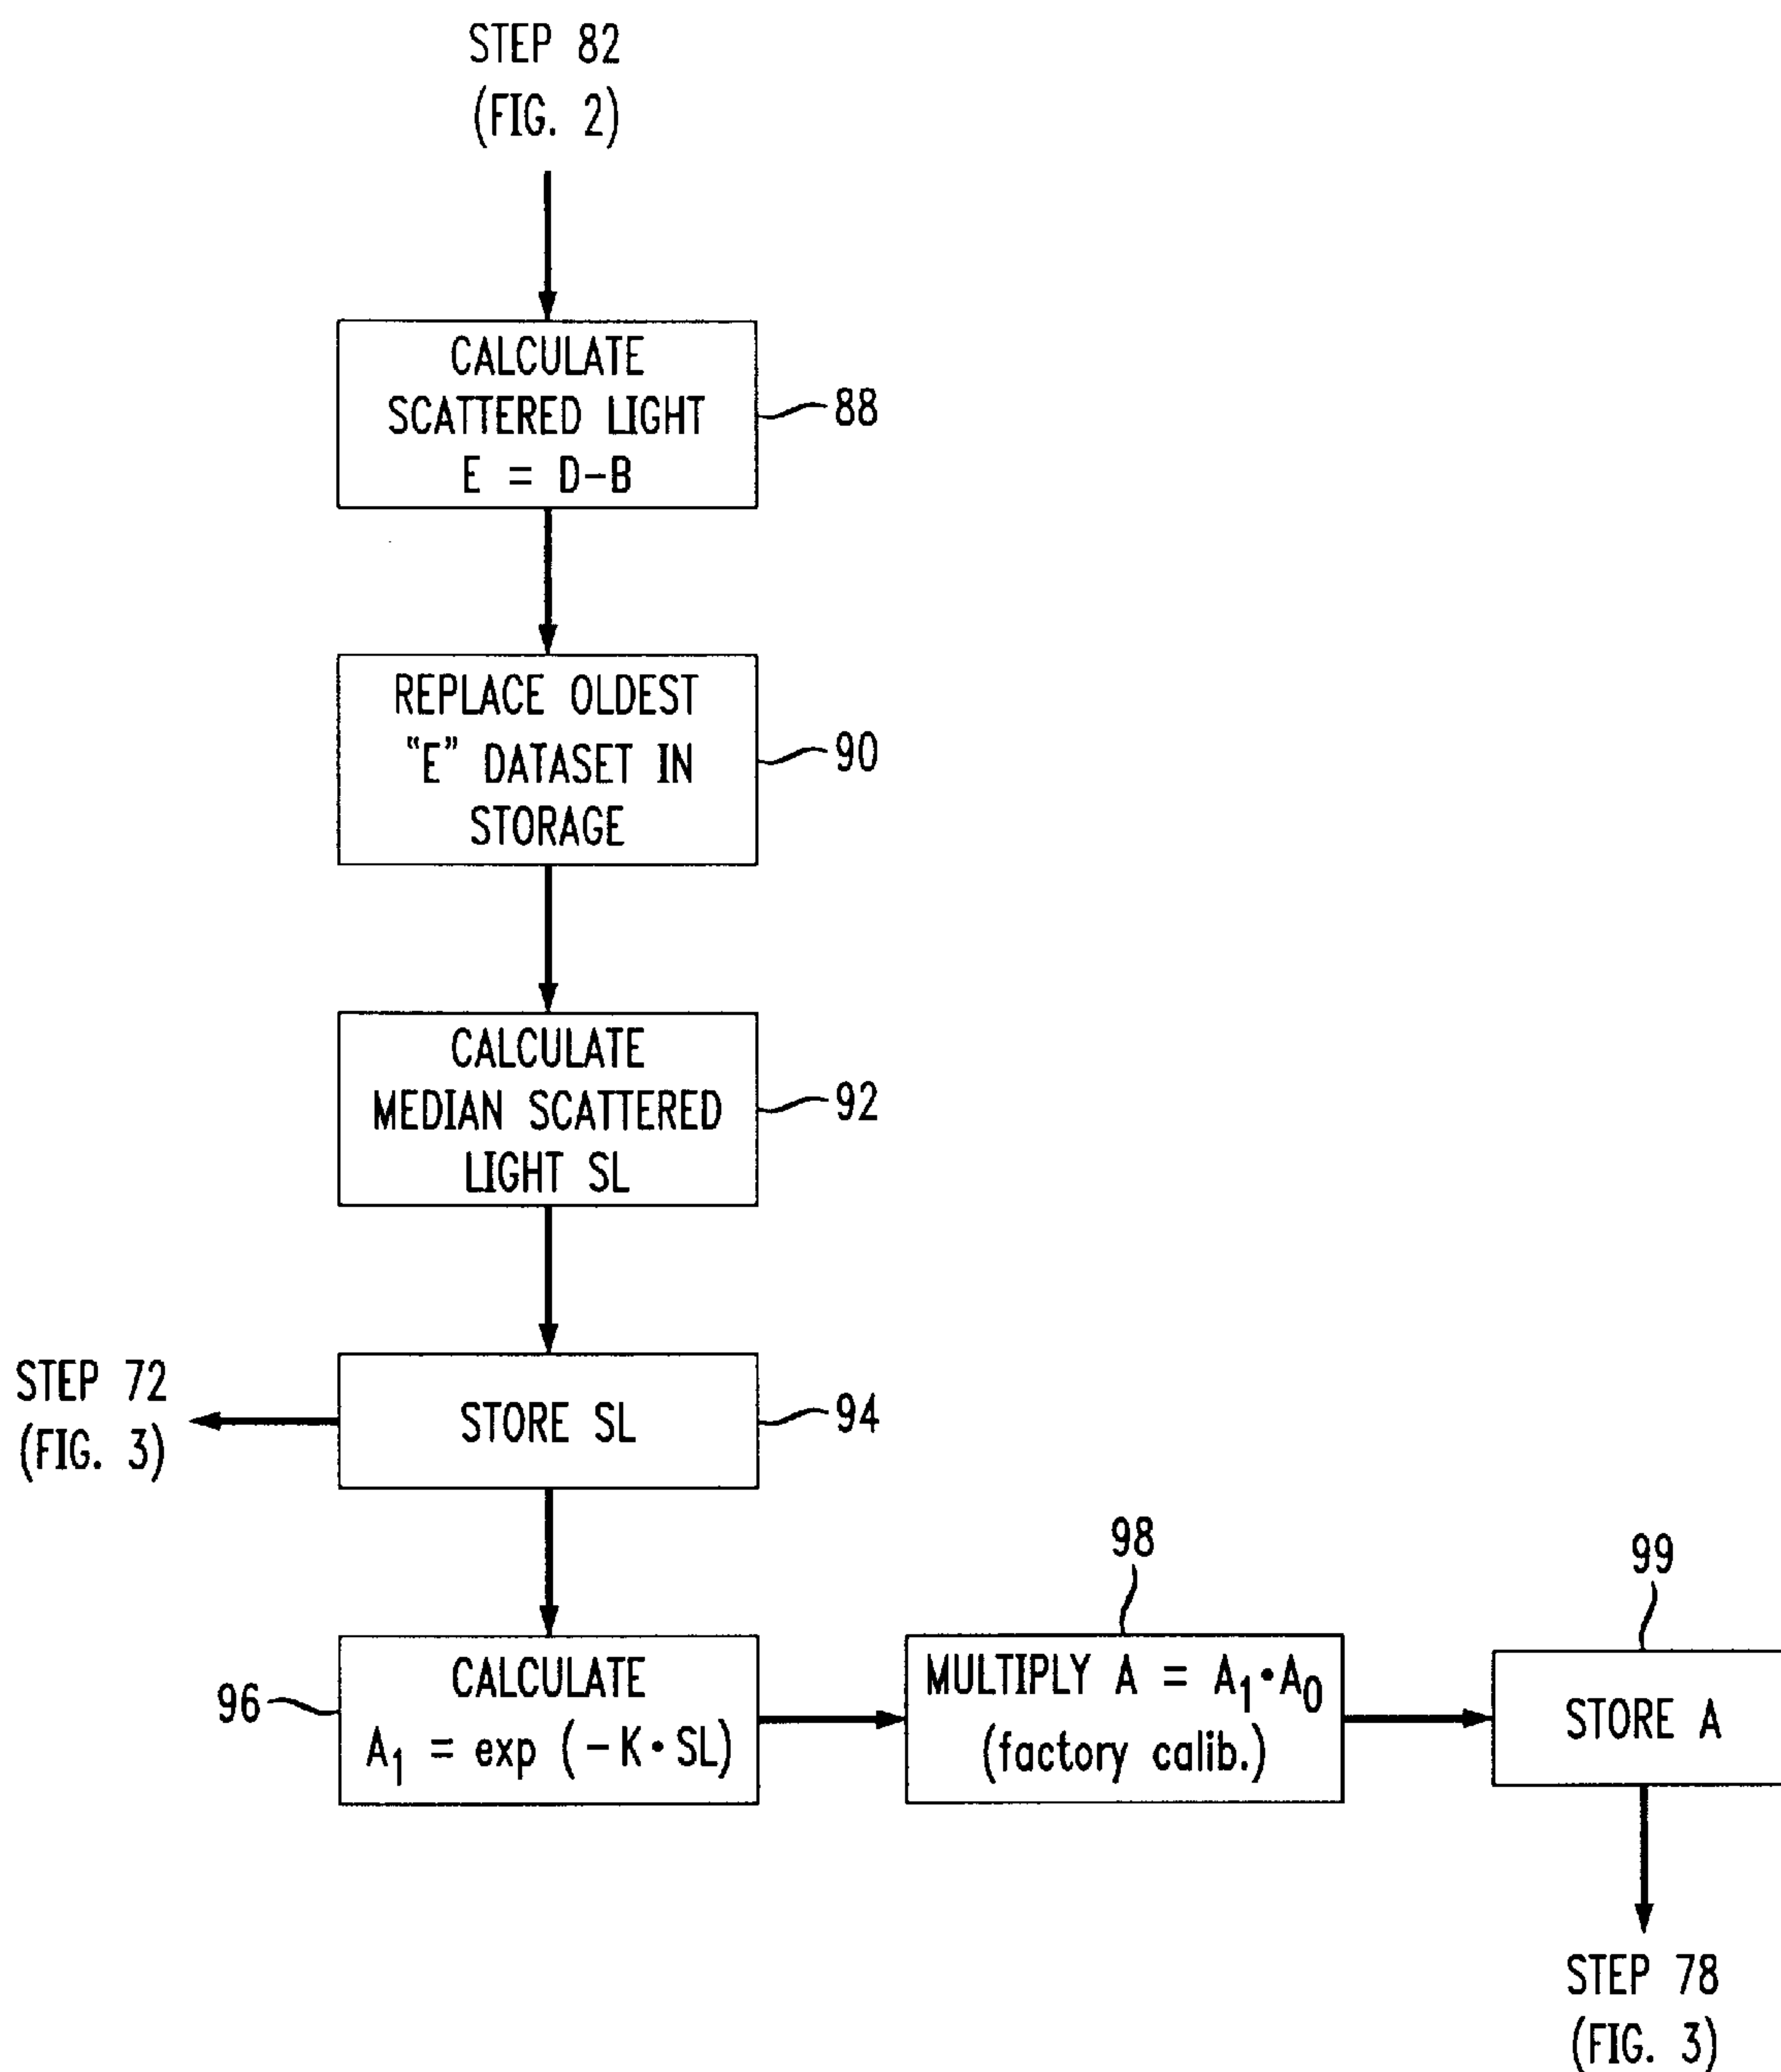 STEP 82
(FIG. 2)
CALCULATE
SCATTERED LIGHT
E = D-B
88
REPLACE OLDEST
"E" DATASET IN
STORAGE
90
CALCULATE
MEDIAN SCATTERED
LIGHT SL
92
STEP 72
(FIG. 3)
STORE SL
94
96
CALCULATE
A₁ = exp (-K• SL)
98
MULTIPLY A = A₁•A₀
(factory calib.)
99
STORE A
STEP 78
(FIG. 3)